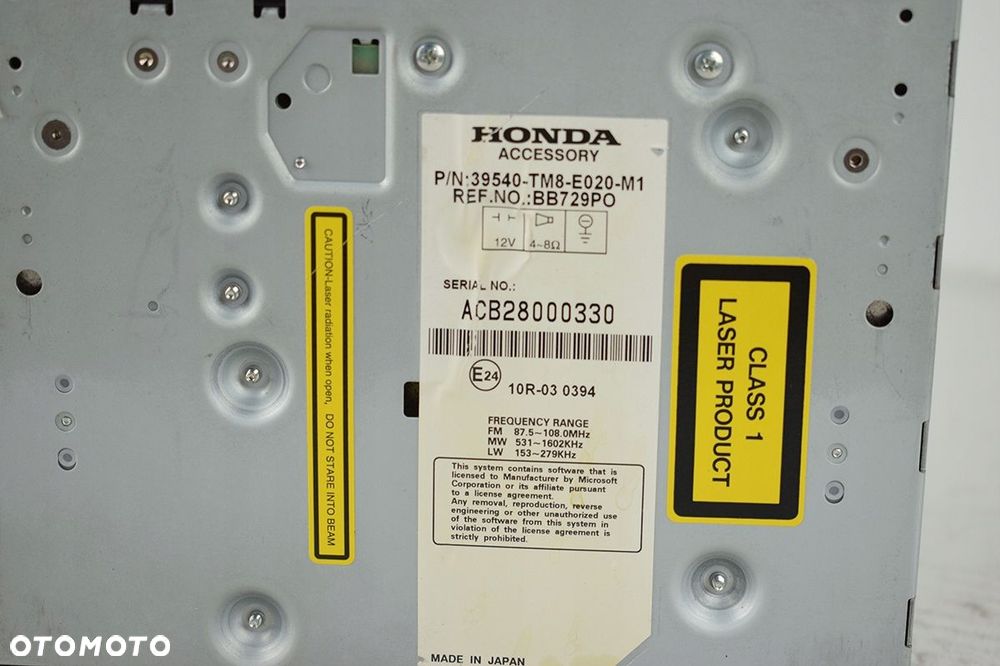 HONDA
ACCESSORY
P/N:39540-TM8-E020-M1
REF.NO.:BB729PO
12V 4~8Ω
SERIAL NO.:
ACB28000330
E24
10R-03 0394
FREQUENCY RANGE
FM 87.5~108.0MHz
MW 531~1602KHz
LW 153~279KHz
This system contains software that is
licensed to Manufacturer by Microsoft
Corporation or its affiliate pursuant
to a license agreement.
Any removal, reproduction, reverse
engineering or other unauthorized use
of the software from this system in
violation of the license agreement is
strictly prohibited.
MADE IN JAPAN
CAUTION-Laser radiation when open, DO NOT STARE INTO BEAM
CLASS 1
LASER PRODUCT
OTOMOTO